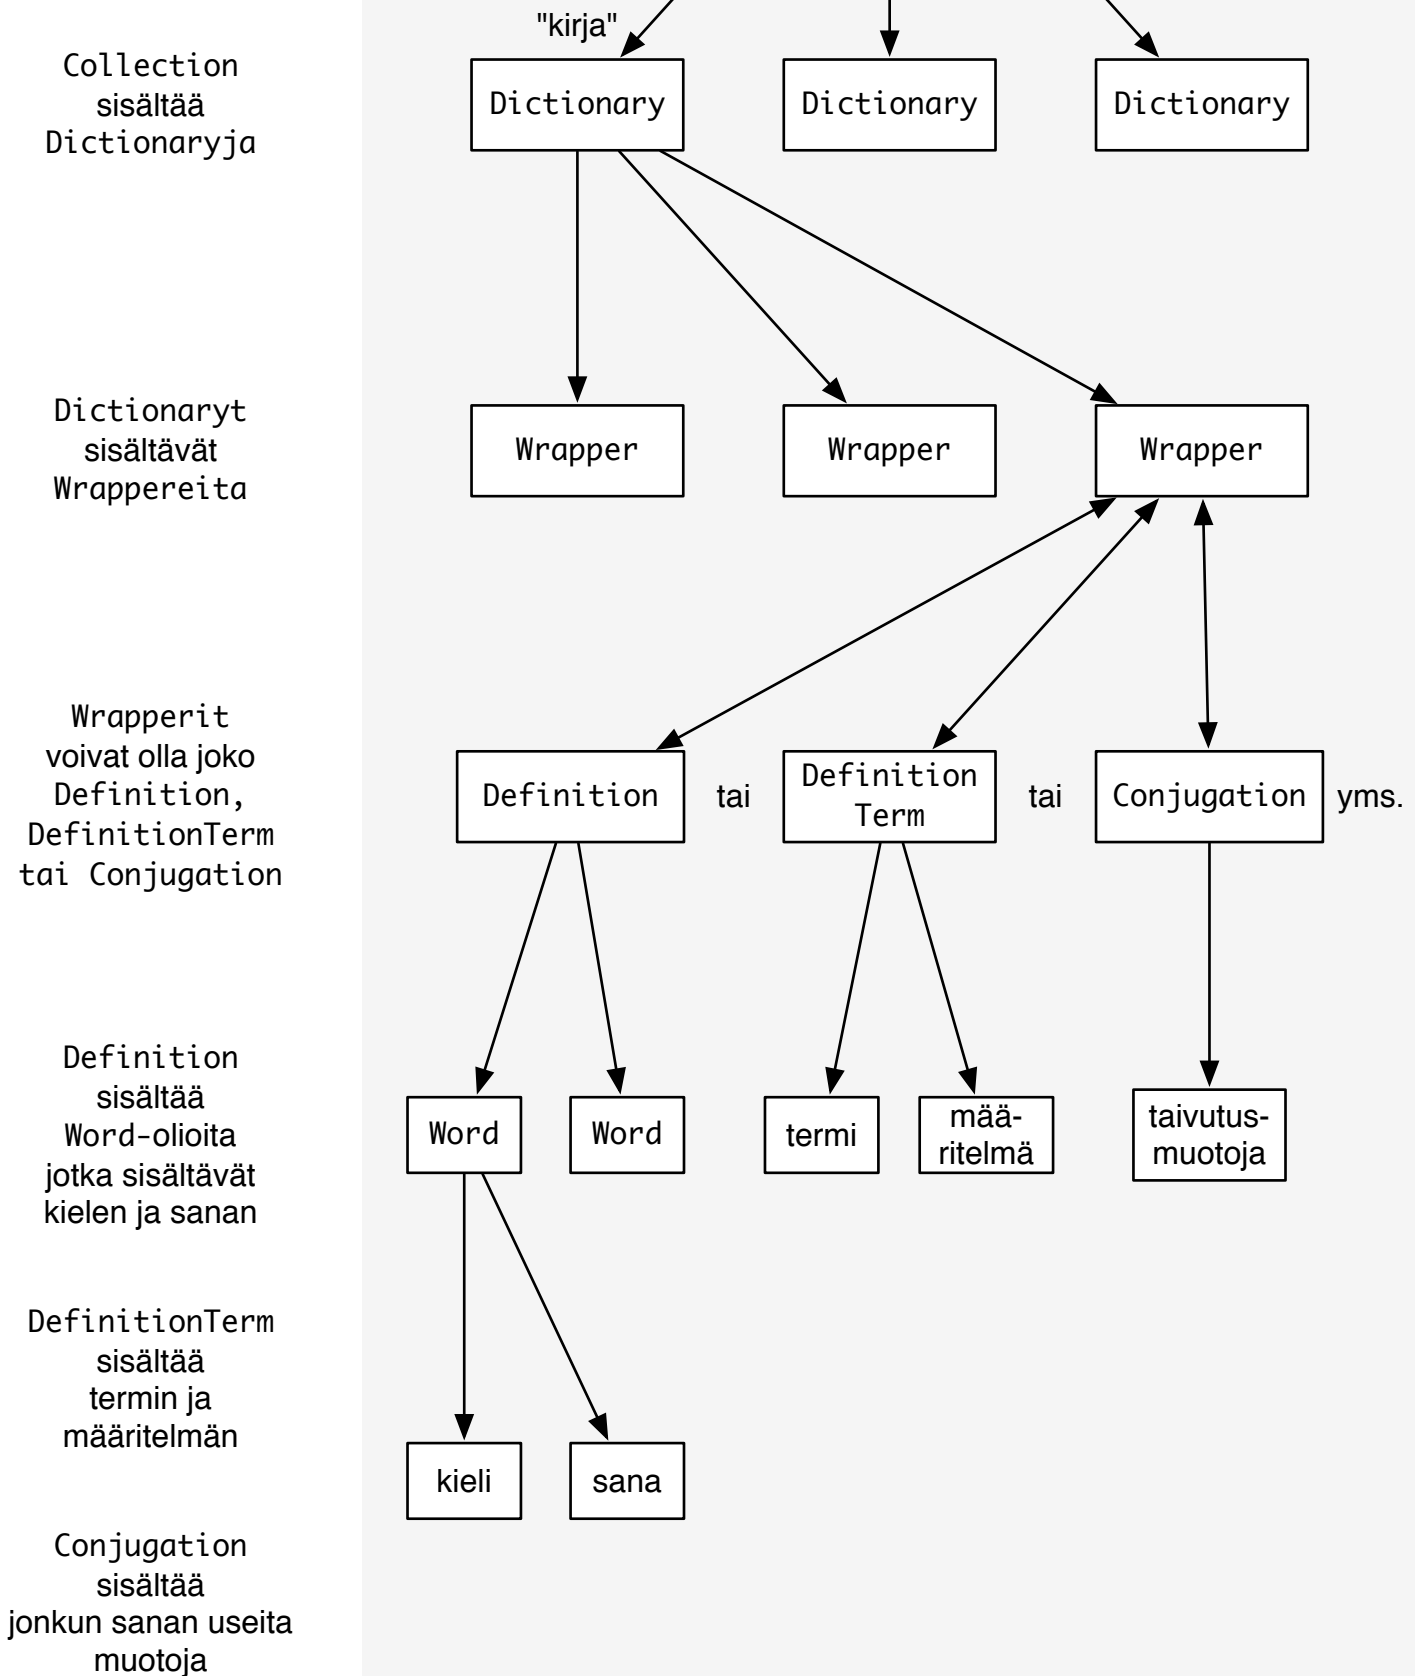 "kirja"
Collection
sisältää
Dictionaryja
Dictionary
Dictionary
Dictionary
Dictionaryt
sisältävät
Wrappereita
Wrapper
Wrapper
Wrapper
Wrapperit
voivat olla joko
Definition,
DefinitionTerm
tai Conjugation
Definition
tai
Definition
Term
tai
Conjugation
yms.
Definition
sisältää
Word-olioita
jotka sisältävät
kielen ja sanan
Word
Word
termi
mää-
ritelmä
taivutus-
muotoja
DefinitionTerm
sisältää
termin ja
määritelmän
kieli
sana
Conjugation
sisältää
jonkun sanan useita
muotoja